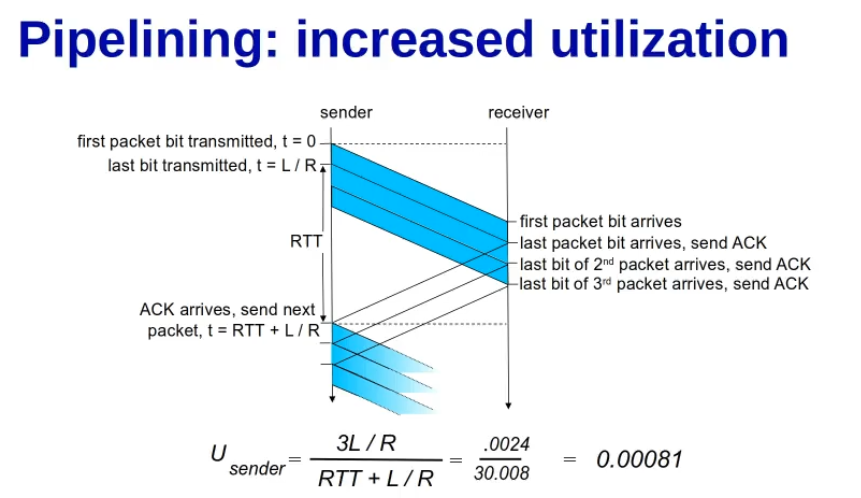 Pipelining: increased utilization
sender
receiver
first packet bit transmitted, t = 0
last bit transmitted, t = L / R
first packet bit arrives
RTT
last packet bit arrives, send ACK
last bit of 2nd packet arrives, send ACK
last bit of 3rd packet arrives, send ACK
ACK arrives, send next
packet, t = RTT + L / R
U sender = 3L / R / RTT + L / R = .0024 / 30.008 = 0.00081